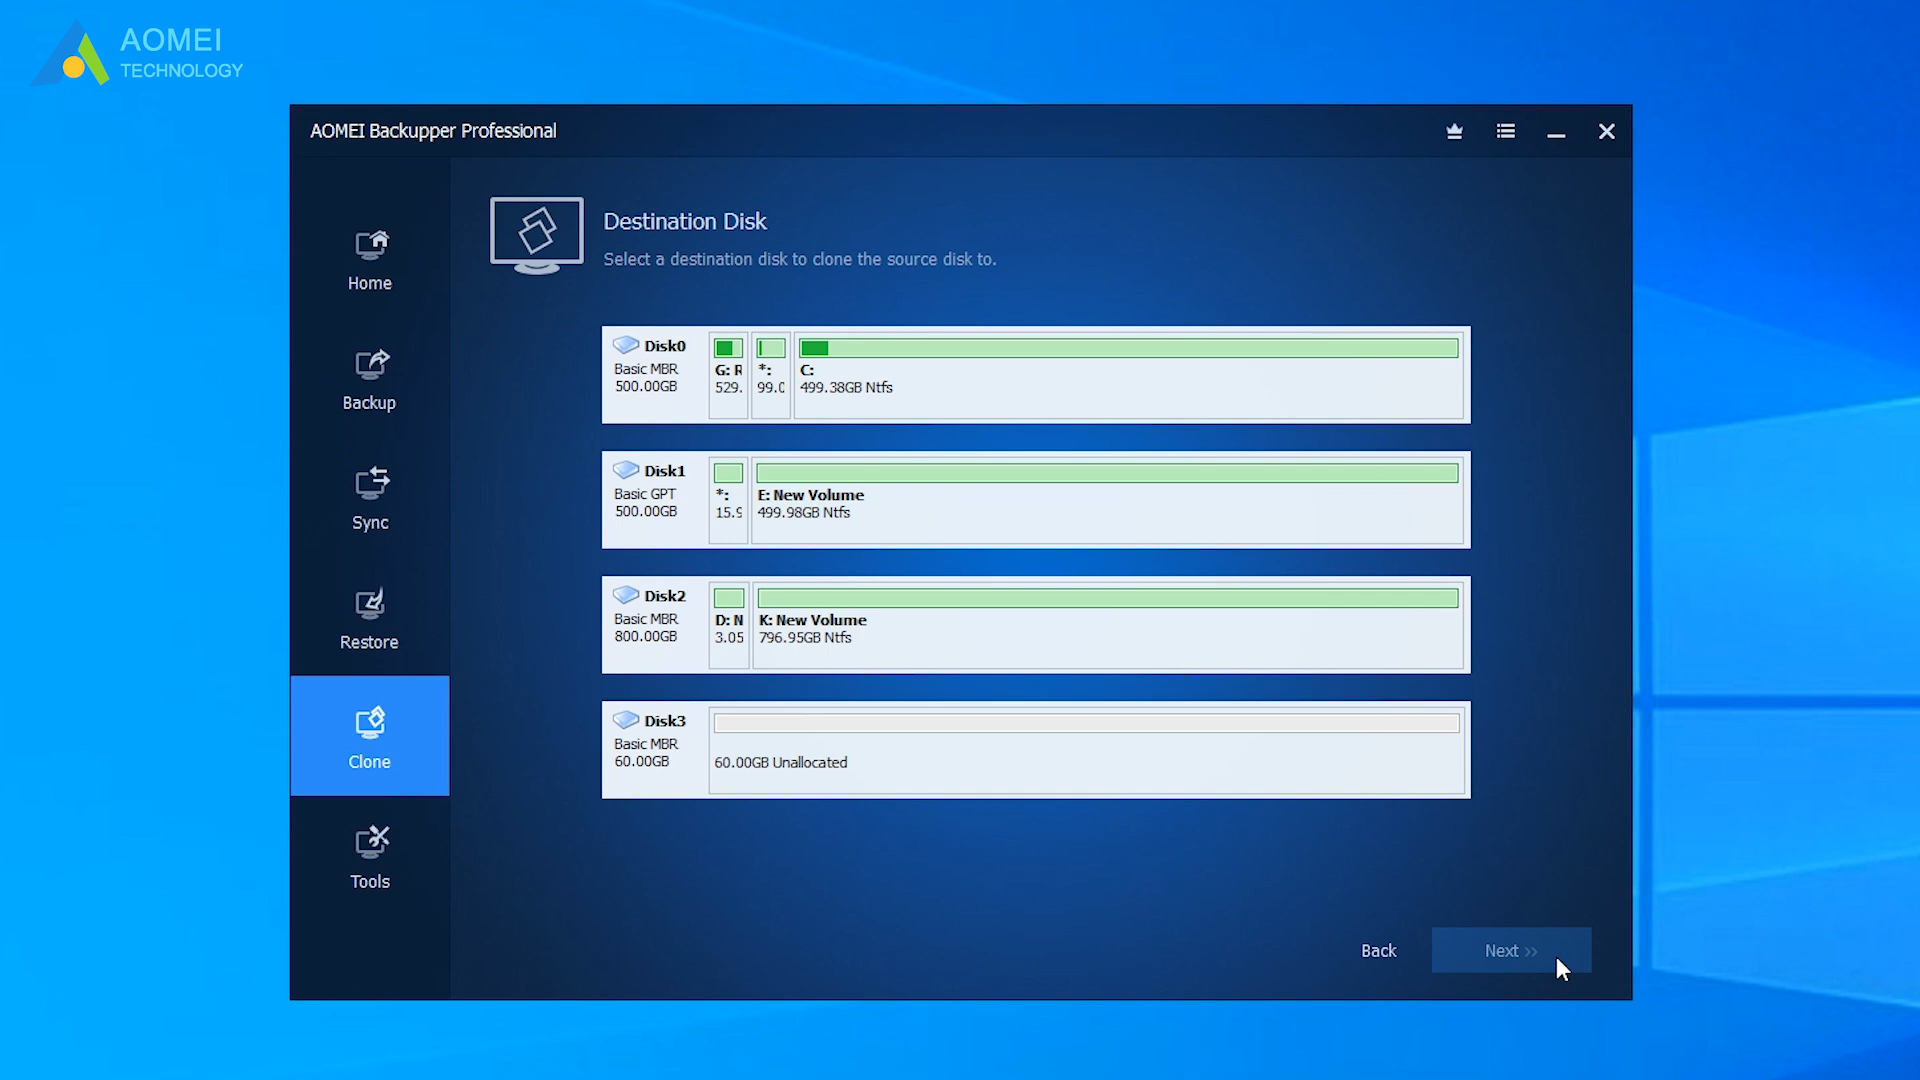 AOMEI
TECHNOLOGY
AOMEI Backupper Professional
Home
Backup
Sync
Restore
Clone
Tools
Destination Disk
Select a destination disk to clone the source disk to.
Disk0
Basic MBR
500.00GB
G: R
529.
*:
99.0
C:
499.38GB Ntfs
Disk1
Basic GPT
500.00GB
*:
15.9
E: New Volume
499.98GB Ntfs
Disk2
Basic MBR
800.00GB
D: N
3.05
K: New Volume
796.95GB Ntfs
Disk3
Basic MBR
60.00GB
60.00GB Unallocated
Back
Next >>